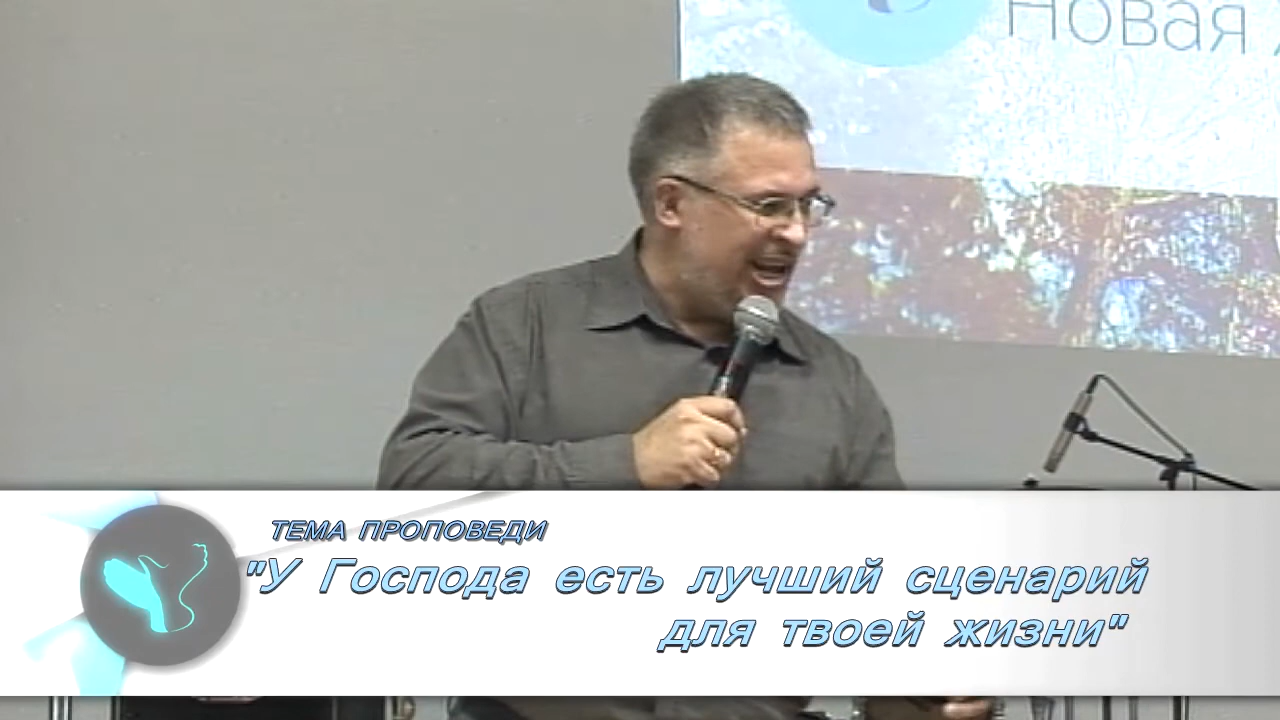 Новая
ТЕМА ПРОПОВЕДИ
"У Господа есть лучший сценарий
для твоей жизни"